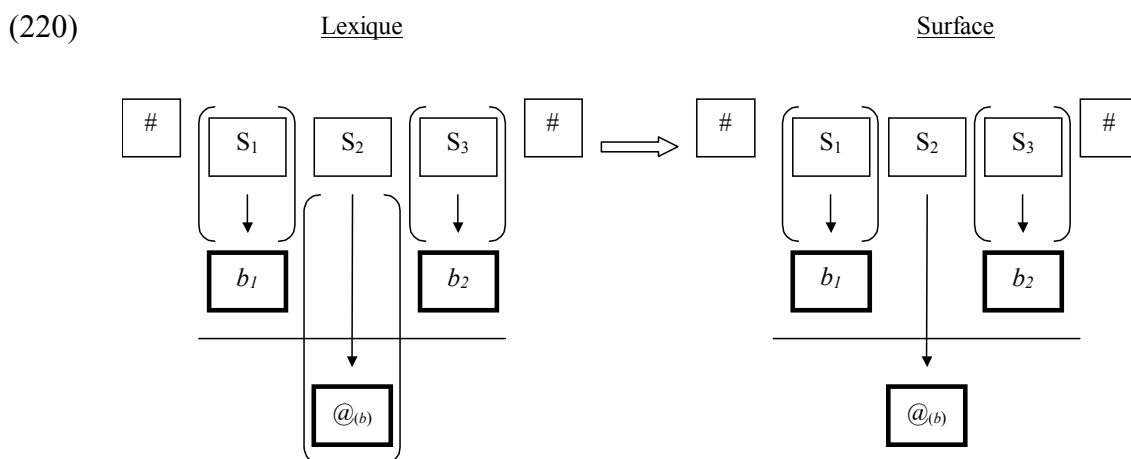 (220) Lexique Surface
# S₁ S₂ S₃ # # S₁ S₂ S₃ #
b₁ b₂ b₁ b₂
@₍b₎ @₍b₎